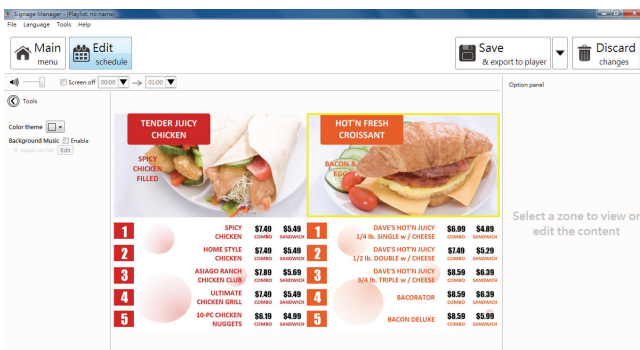 Signage Manager - (Playlist: no name)
File Language Tools Help
Main
menu
Edit
schedule
Save
& export to player
Discard
changes
Screen off 00:00 01:00
Option panel
Tools
Color theme
Background Music Enable
Edit
TENDER JUICY
CHICKEN
SPICY
CHICKEN
FILLED
HOT'N FRESH
CROISSANT
BACON &
EGG
Select a zone to view or
edit the content
1 SPICY CHICKEN $7.49 COMBO $5.49 SANDWICH
2 HOME STYLE CHICKEN $7.49 COMBO $5.49 SANDWICH
3 ASIAGO RANCH CHICKEN CLUB $7.89 COMBO $5.69 SANDWICH
4 ULTIMATE CHICKEN GRILL $7.49 COMBO $5.49 SANDWICH
5 10-PC CHICKEN NUGGETS $6.19 COMBO $4.99 SANDWICH
1 DAVE'S HOT'N JUICY 1/4 lb. SINGLE w / CHEESE $6.99 COMBO $4.89 SANDWICH
2 DAVE'S HOT'N JUICY 1/2 lb. DOUBLE w / CHEESE $7.49 COMBO $5.29 SANDWICH
3 DAVE'S HOT'N JUICY 3/4 lb. TRIPLE w / CHEESE $8.59 COMBO $6.39 SANDWICH
4 BACORATOR $8.59 COMBO $6.39 SANDWICH
5 BACON DELUXE $8.59 COMBO $5.99 SANDWICH